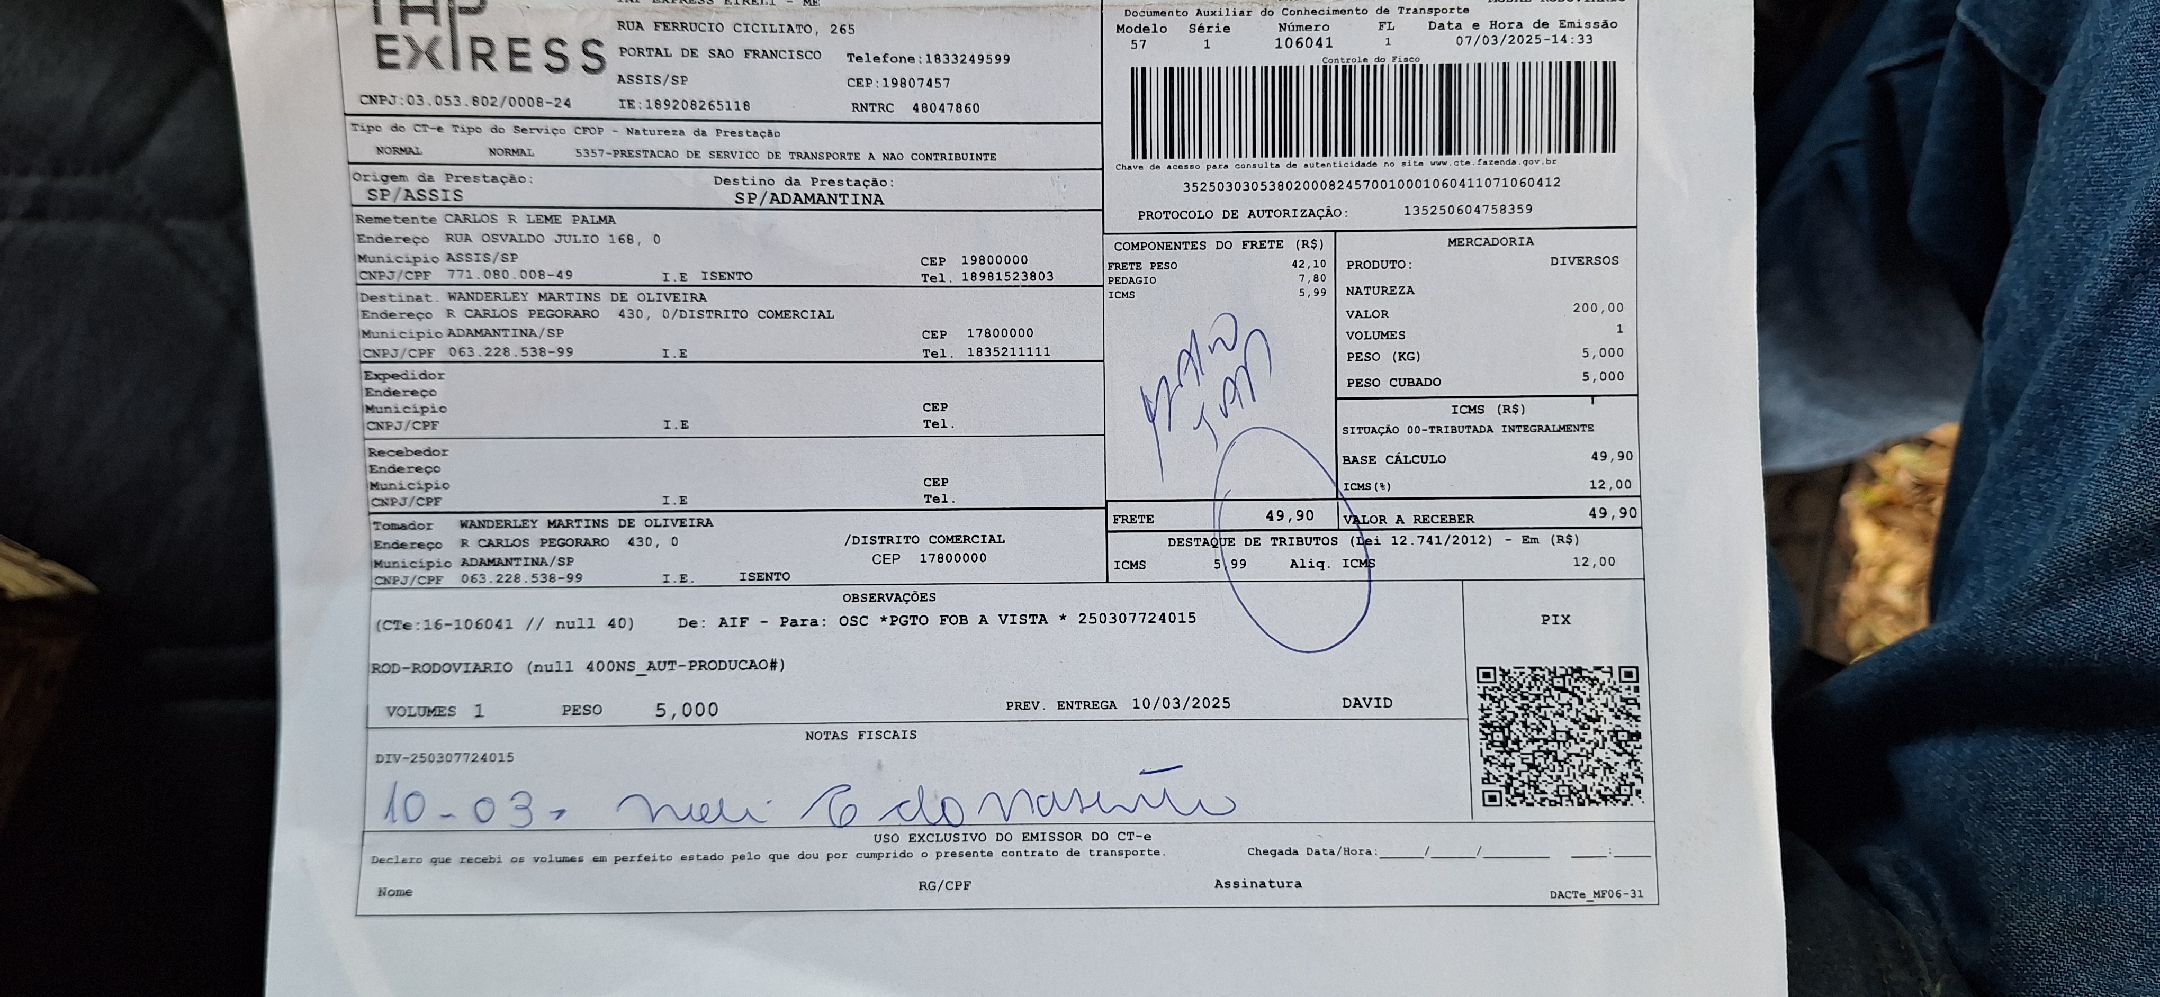 TAP EXPRESS EIRELI - ME
EXPRESS
RUA FERRUCIO CICILIATO, 265
PORTAL DE SAO FRANCISCO Telefone:1833249599
ASSIS/SP CEP:19807457
CNPJ:03.053.802/0008-24 IE:189208265118 RNTRC 48047860
Documento Auxiliar do Conhecimento de Transporte
Modelo Série Número FL Data e Hora de Emissão
57 1 106041 1 07/03/2025-14:33
Controle do Fisco
Chave de acesso para consulta de autenticidade no site www.cte.fazenda.gov.br
35250303053802000824570010001060411071060412
PROTOCOLO DE AUTORIZAÇÃO: 135250604758359
Tipo do CT-e Tipo do Serviço CFOP - Natureza da Prestação
NORMAL NORMAL 5357-PRESTACAO DE SERVICO DE TRANSPORTE A NAO CONTRIBUINTE
Origem da Prestação: Destino da Prestação:
SP/ASSIS SP/ADAMANTINA
Remetente CARLOS R LEME PALMA
Endereço RUA OSVALDO JULIO 168, 0
Município ASSIS/SP CEP 19800000
CNPJ/CPF 771.080.008-49 I.E ISENTO Tel. 18981523803
Destinat. WANDERLEY MARTINS DE OLIVEIRA
Endereço R CARLOS PEGORARO 430, 0/DISTRITO COMERCIAL
Município ADAMANTINA/SP CEP 17800000
CNPJ/CPF 063.228.538-99 I.E Tel. 1835211111
Expedidor
Endereço
Município CEP
CNPJ/CPF I.E Tel.
Recebedor
Endereço
Município CEP
CNPJ/CPF I.E Tel.
Tomador WANDERLEY MARTINS DE OLIVEIRA
Endereço R CARLOS PEGORARO 430, 0 /DISTRITO COMERCIAL
Município ADAMANTINA/SP CEP 17800000
CNPJ/CPF 063.228.538-99 I.E. ISENTO
COMPONENTES DO FRETE (R$)
FRETE PESO 42,10
PEDAGIO 7,80
ICMS 5,99
FRETE 49,90
MERCADORIA
PRODUTO: DIVERSOS
NATUREZA
VALOR 200,00
VOLUMES 1
PESO (KG) 5,000
PESO CUBADO 5,000
ICMS (R$)
SITUAÇÃO 00-TRIBUTADA INTEGRALMENTE
BASE CÁLCULO 49,90
ICMS(%) 12,00
VALOR A RECEBER 49,90
DESTAQUE DE TRIBUTOS (Lei 12.741/2012) - Em (R$)
ICMS 5,99 Aliq. ICMS 12,00
OBSERVAÇÕES
(CTe:16-106041 // null 40) De: AIF - Para: OSC *PGTO FOB A VISTA * 250307724015
ROD-RODOVIARIO (null 400NS_AUT-PRODUCAO#)
VOLUMES 1 PESO 5,000 PREV. ENTREGA 10/03/2025 DAVID
PIX
NOTAS FISCAIS
DIV-250307724015
10-03-
USO EXCLUSIVO DO EMISSOR DO CT-e
Declaro que recebi os volumes em perfeito estado pelo que dou por cumprido o presente contrato de transporte. Chegada Data/Hora:_____/_____/________ ____:____
Nome RG/CPF Assinatura
DACTe_MF06-31